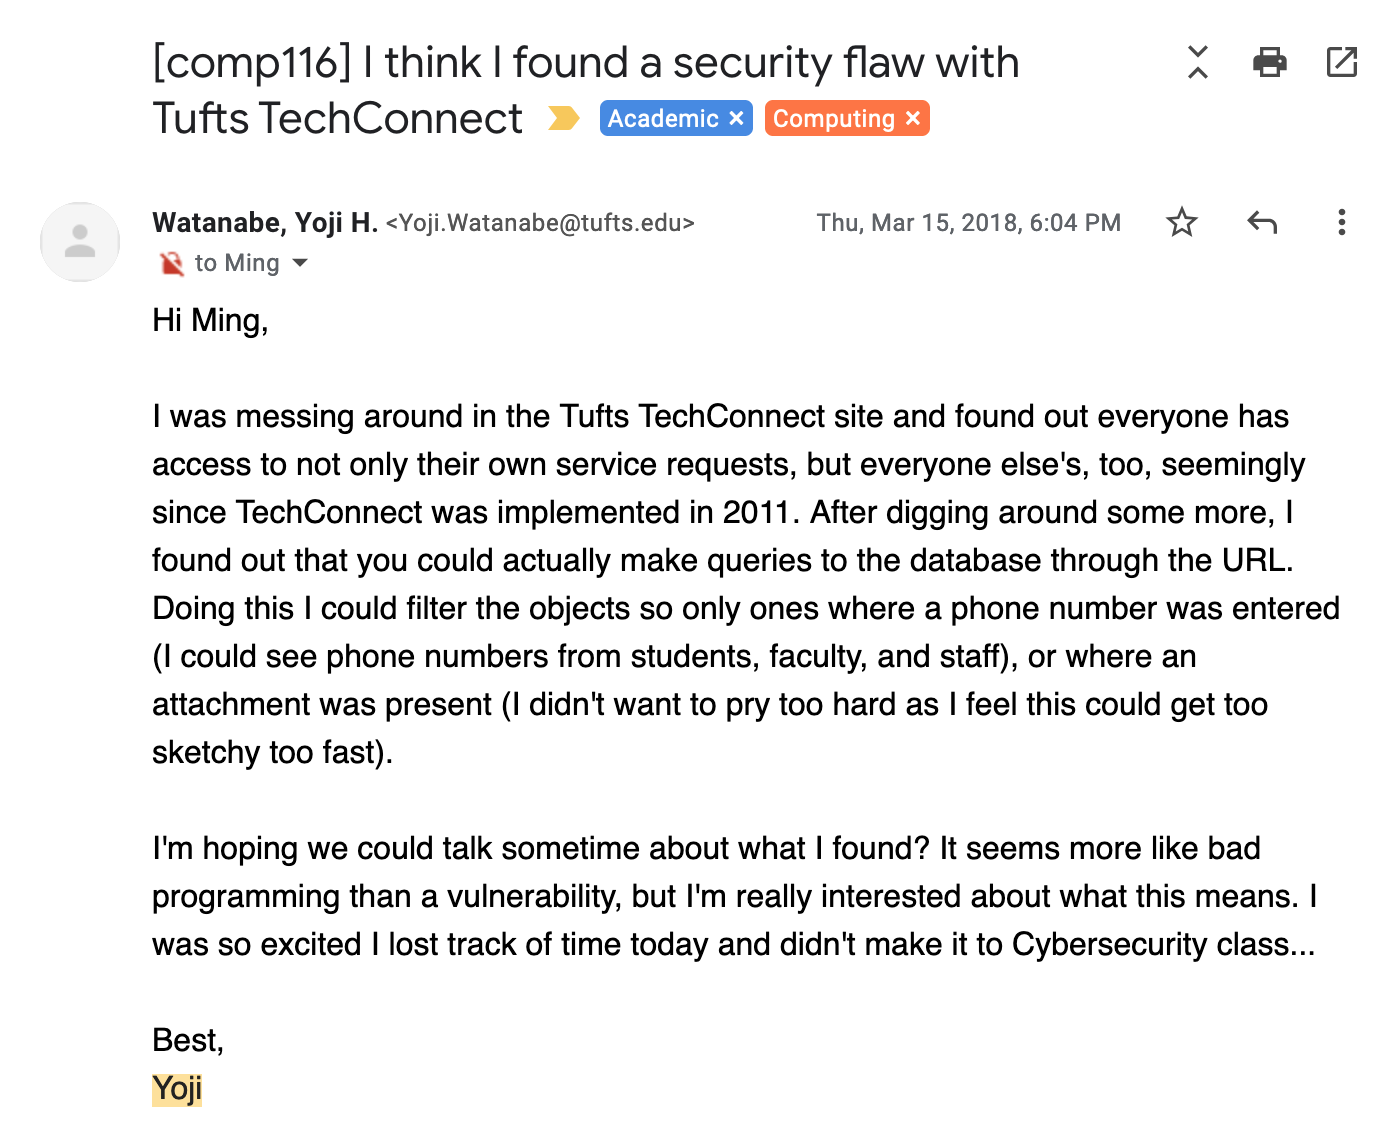 [comp116] I think I found a security flaw with
Tufts TechConnect Academic × Computing ×
Watanabe, Yoji H. <Yoji.Watanabe@tufts.edu> Thu, Mar 15, 2018, 6:04 PM
to Ming
Hi Ming,
I was messing around in the Tufts TechConnect site and found out everyone has
access to not only their own service requests, but everyone else's, too, seemingly
since TechConnect was implemented in 2011. After digging around some more, I
found out that you could actually make queries to the database through the URL.
Doing this I could filter the objects so only ones where a phone number was entered
(I could see phone numbers from students, faculty, and staff), or where an
attachment was present (I didn't want to pry too hard as I feel this could get too
sketchy too fast).
I'm hoping we could talk sometime about what I found? It seems more like bad
programming than a vulnerability, but I'm really interested about what this means. I
was so excited I lost track of time today and didn't make it to Cybersecurity class...
Best,
Yoji